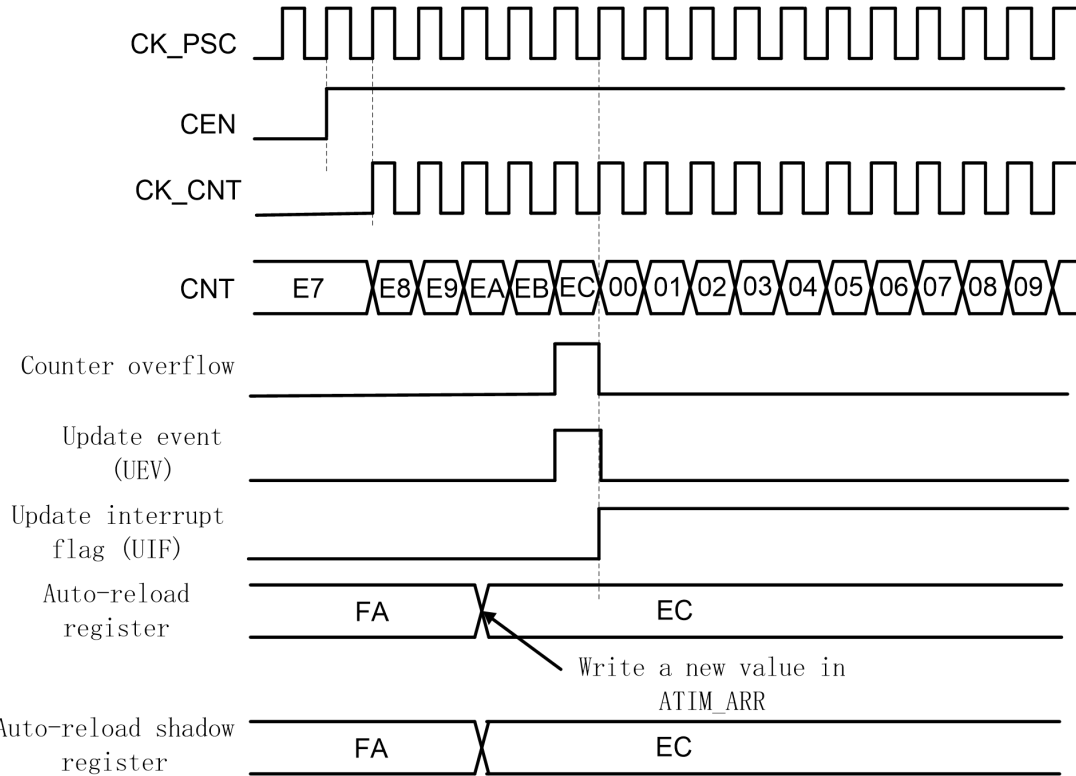 CK_PSC
CEN
CK_CNT
CNT
E7 E8 E9 EA EB EC 00 01 02 03 04 05 06 07 08 09
Counter overflow
Update event
(UEV)
Update interrupt
flag (UIF)
Auto-reload
register
FA EC
Write a new value in
ATIM_ARR
Auto-reload shadow
register
FA EC